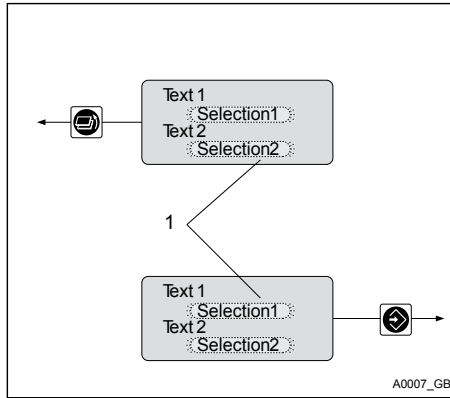 Text 1
Selection1
Text 2
Selection2
1
Text 1
Selection1
Text 2
Selection2
A0007_GB